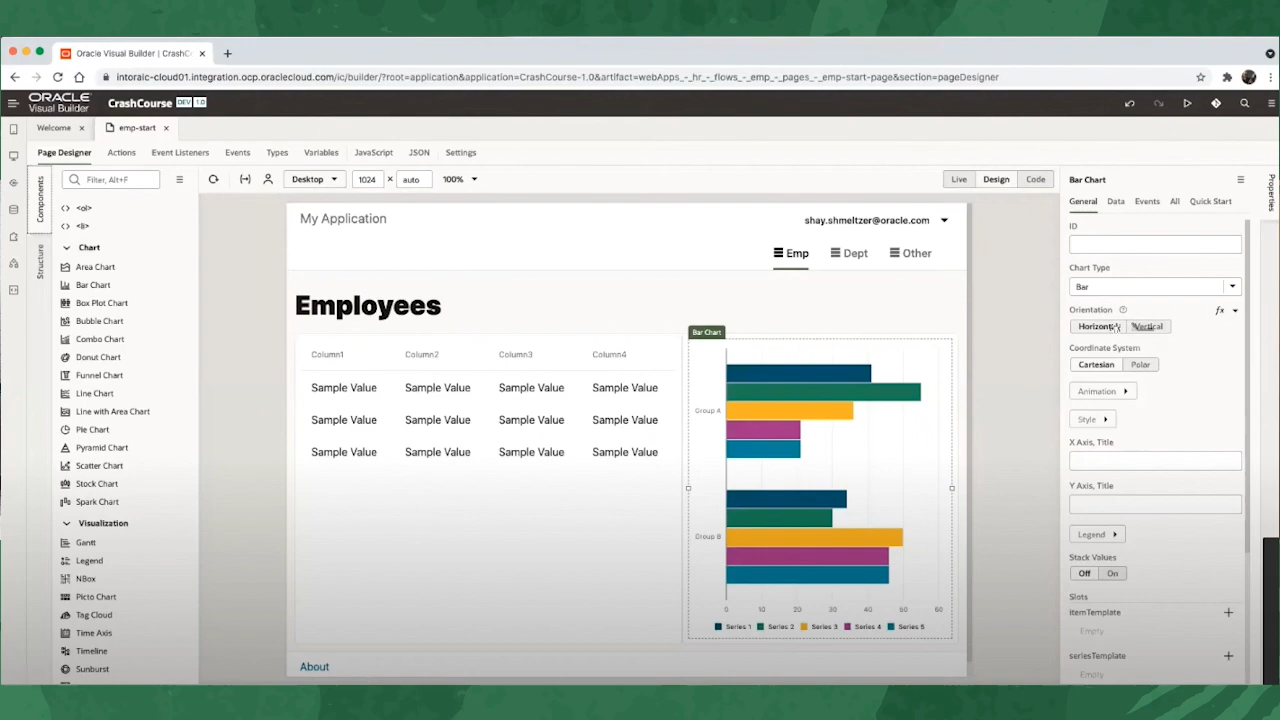 Oracle Visual Builder | CrashCo
intoraic-cloud01.integration.ocp.oraclecloud.com/ic/builder/?root=application&application=CrashCourse-1.0&artifact=webApps_-_hr_-_flows_-_emp_-_pages_-_emp-start-page&section=pageDesigner
ORACLE
Visual Builder
CrashCourse DEV 1.0
Welcome
emp-start
Page Designer Actions Event Listeners Events Types Variables JavaScript JSON Settings
Components
Structure
Filter, Alt+F
Desktop 1024 × auto 100% Live Design Code
<ol>
<li>
Chart
Area Chart
Bar Chart
Box Plot Chart
Bubble Chart
Combo Chart
Donut Chart
Funnel Chart
Line Chart
Line with Area Chart
Pie Chart
Pyramid Chart
Scatter Chart
Stock Chart
Spark Chart
Visualization
Gantt
Legend
NBox
Picto Chart
Tag Cloud
Time Axis
Timeline
Sunburst
My Application
shay.shmeltzer@oracle.com
Emp Dept Other
Employees
Column1 Column2 Column3 Column4
Sample Value Sample Value Sample Value Sample Value
Sample Value Sample Value Sample Value Sample Value
Sample Value Sample Value Sample Value Sample Value
Bar Chart
Group A
Group B
0 10 20 30 40 50 60
Series 1 Series 2 Series 3 Series 4 Series 5
About
Bar Chart
Properties
General Data Events All Quick Start
ID
Chart Type
Bar
Orientation fx
Horizontal Vertical
Coordinate System
Cartesian Polar
Animation
Style
X Axis, Title
Y Axis, Title
Legend
Stack Values
Off On
Slots
itemTemplate
Empty
seriesTemplate
Empty